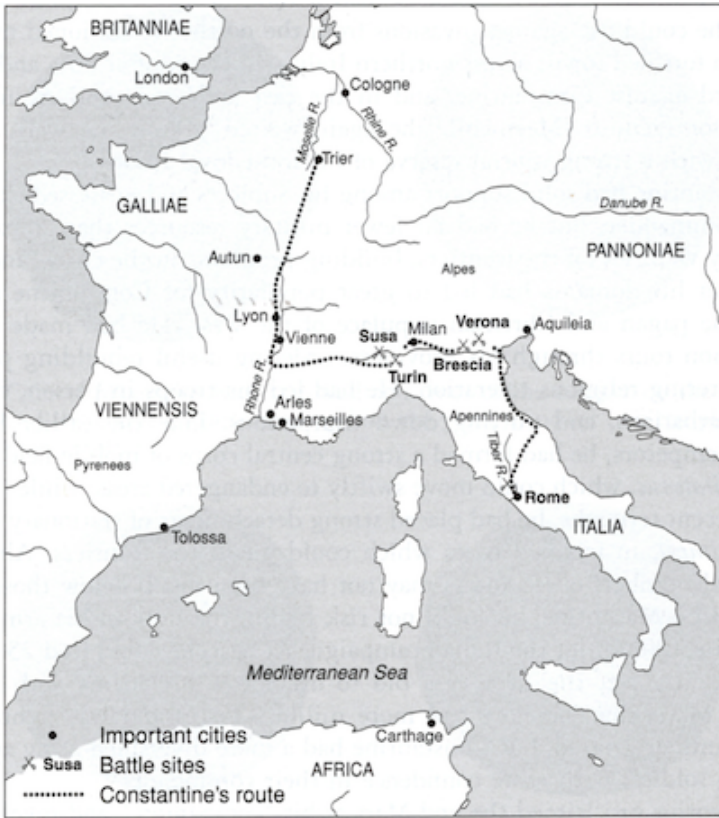 BRITANNIAE
London
Cologne
Moselle R.
Rhine R.
Trier
GALLIAE
Danube R.
PANNONIAE
Autun
Alpes
Lyon
Vienne
Susa
Milan
Verona
Aquileia
Turin
Brescia
Rhone R.
VIENNENSIS
Arles
Marseilles
Apennines
Tiber R.
Pyrenees
Rome
Tolossa
ITALIA
Mediterranean Sea
Carthage
AFRICA
Important cities
Susa Battle sites
Constantine's route